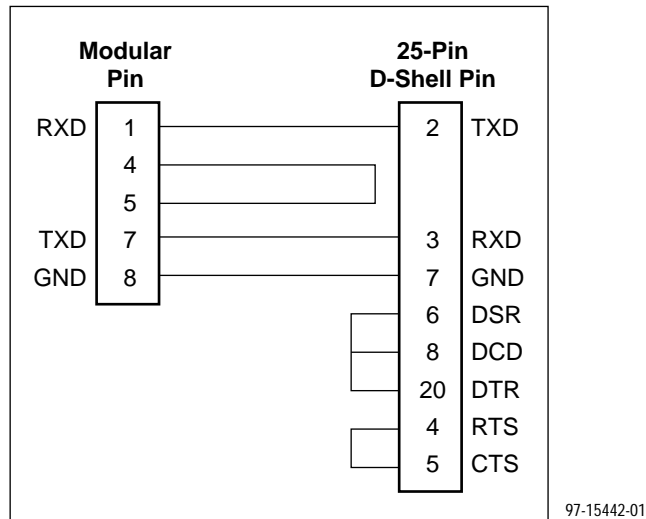 Modular
Pin
25-Pin
D-Shell Pin
RXD 1 2 TXD
4
5
TXD 7 3 RXD
GND 8 7 GND
6 DSR
8 DCD
20 DTR
4 RTS
5 CTS
97-15442-01